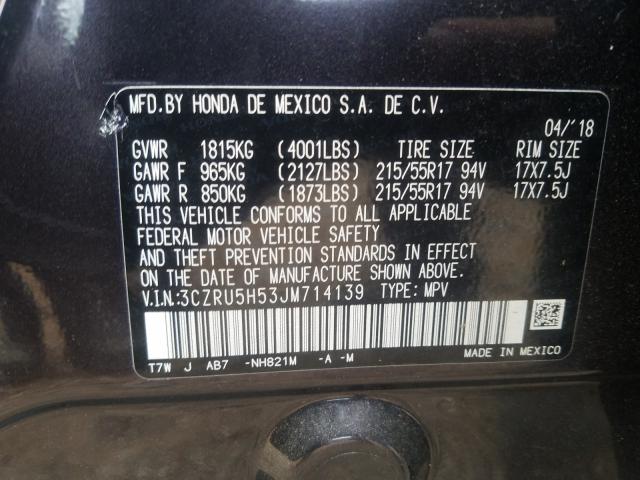 MFD.BY HONDA DE MEXICO S.A. DE C.V.
04/'18
GVWR 1815KG (4001LBS) TIRE SIZE RIM SIZE
GAWR F 965KG (2127LBS) 215/55R17 94V 17X7.5J
GAWR R 850KG (1873LBS) 215/55R17 94V 17X7.5J
THIS VEHICLE CONFORMS TO ALL APPLICABLE
FEDERAL MOTOR VEHICLE SAFETY
AND THEFT PREVENTION STANDARDS IN EFFECT
ON THE DATE OF MANUFACTURE SHOWN ABOVE.
V.I.N.:3CZRU5H53JM714139 TYPE: MPV
T7W J AB7 -NH821M -A -M MADE IN MEXICO